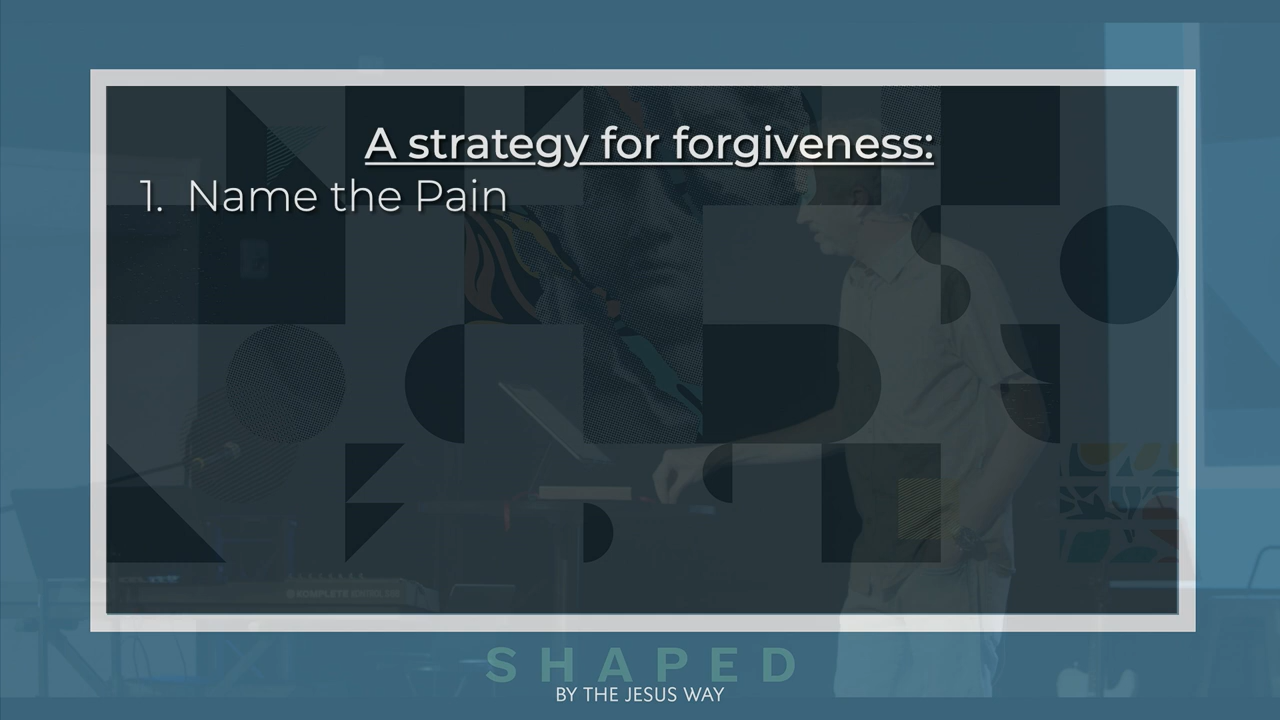 A strategy for forgiveness:
1. Name the Pain
SHAPED
BY THE JESUS WAY